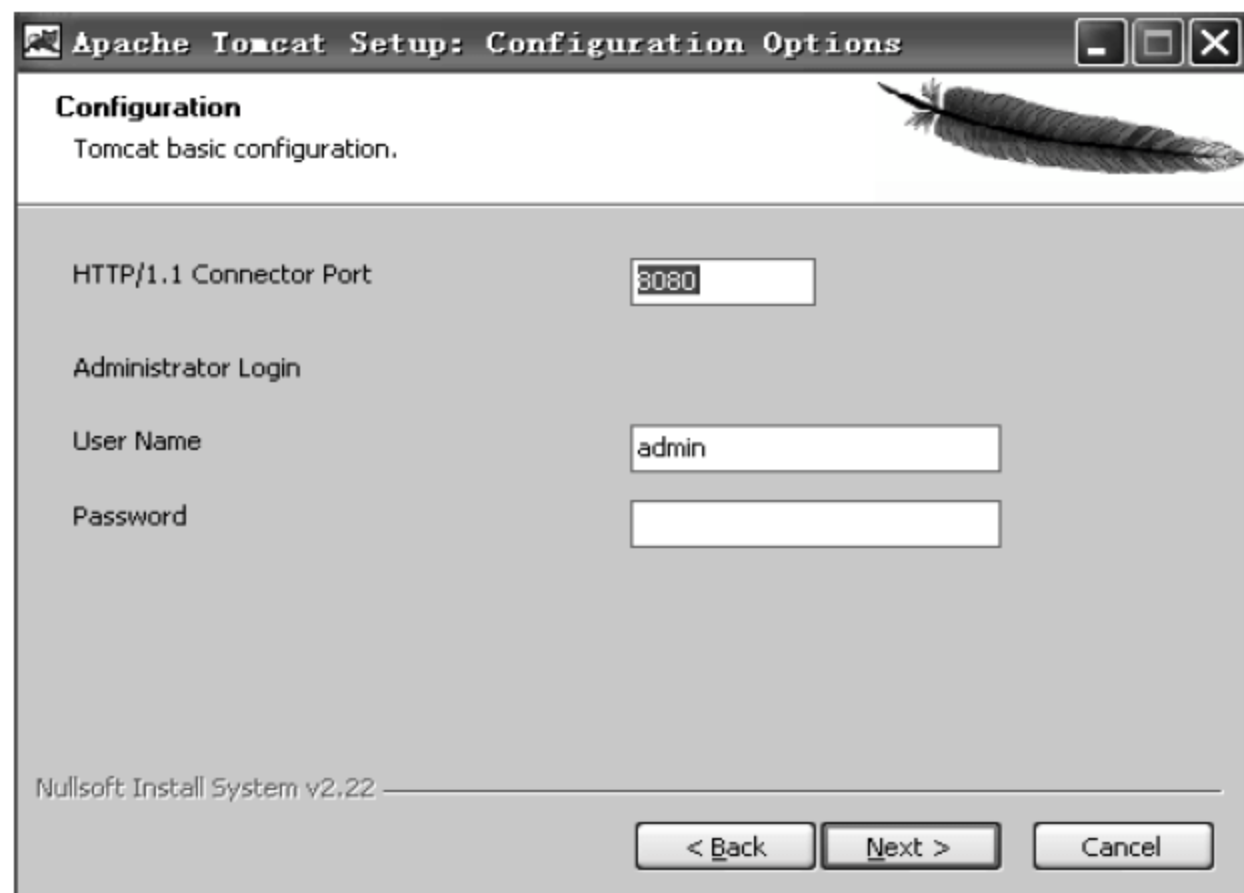 Apache Tomcat Setup: Configuration Options
Configuration
Tomcat basic configuration.
HTTP/1.1 Connector Port
8080
Administrator Login
User Name
admin
Password
Nullsoft Install System v2.22
< Back
Next >
Cancel